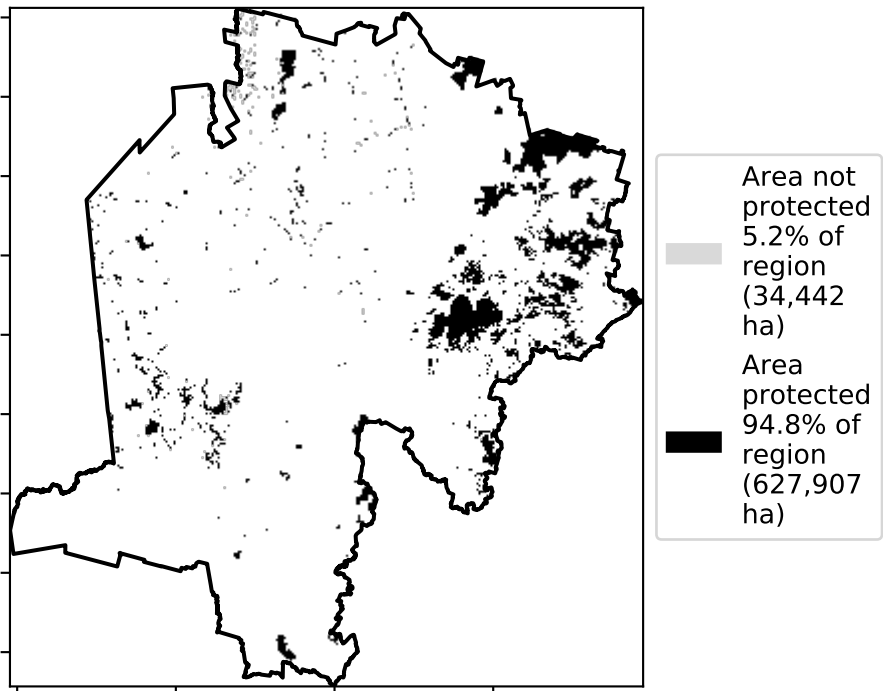 Area not
protected
5.2% of
region
(34,442
ha)
Area
protected
94.8% of
region
(627,907
ha)